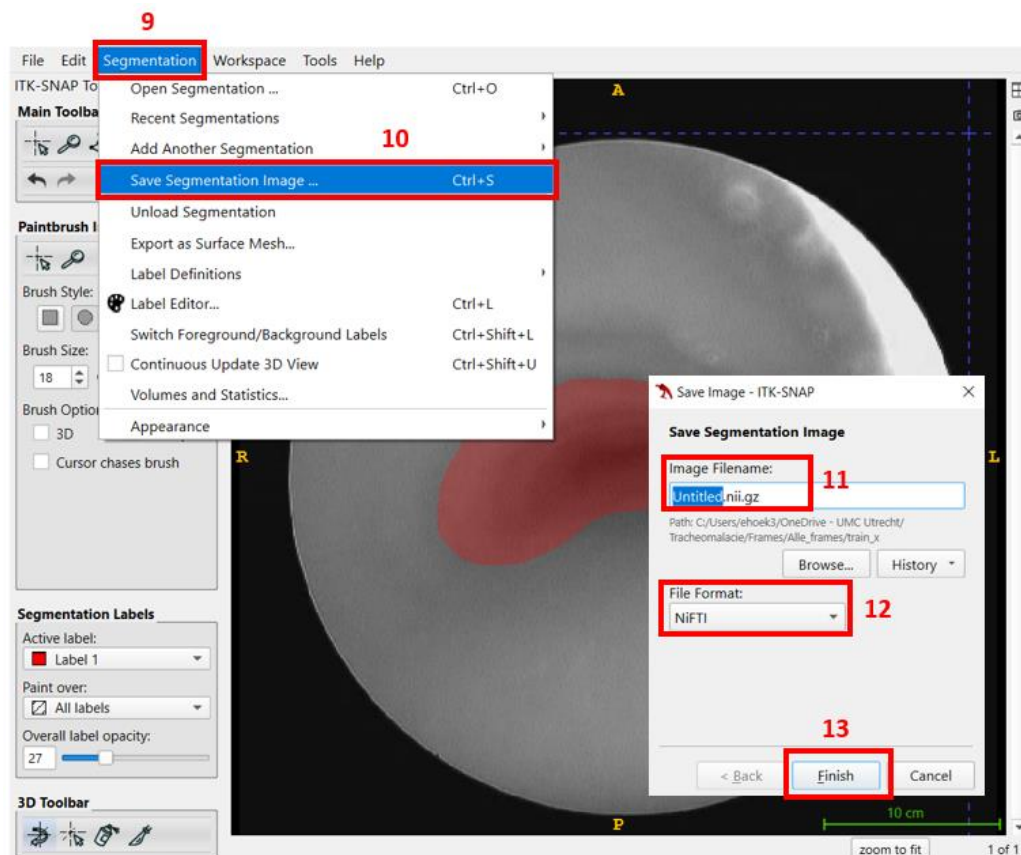 9
File Edit Segmentation Workspace Tools Help
ITK-SNAP To
Main Toolba
Open Segmentation ... Ctrl+O
Recent Segmentations
10
Add Another Segmentation
Save Segmentation Image ... Ctrl+S
Unload Segmentation
Export as Surface Mesh...
Label Definitions
Label Editor... Ctrl+L
Switch Foreground/Background Labels Ctrl+Shift+L
Continuous Update 3D View Ctrl+Shift+U
Volumes and Statistics...
Appearance
Paintbrush I
Brush Style:
Brush Size:
18
Brush Option
3D
Cursor chases brush
Segmentation Labels
Active label:
Label 1
Paint over:
All labels
Overall label opacity:
27
3D Toolbar
A
R
L
P
10 cm
zoom to fit 1 of 1
Save Image - ITK-SNAP
Save Segmentation Image
Image Filename:
11
Untitled.nii.gz
Path: C:/Users/ehoek3/OneDrive - UMC Utrecht/
Tracheomalacie/Frames/Alle_frames/train_x
Browse... History
File Format:
12
NiFTI
13
< Back Finish Cancel